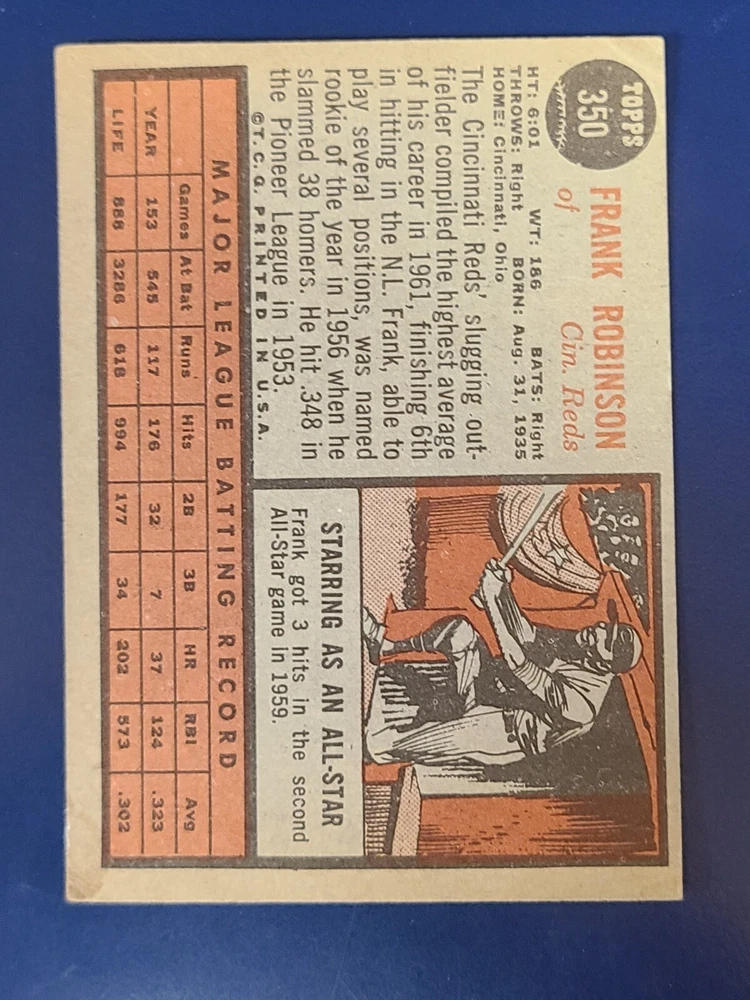 TOPPS
350
FRANK ROBINSON
of Cin. Reds
HT: 6:01 WT: 186 BATS: Right
THROWS: Right BORN: Aug. 31, 1935
HOME: Cincinnati, Ohio
The Cincinnati Reds' slugging out-
fielder compiled the highest average
of his career in 1961, finishing 6th
in hitting in the N.L. Frank, able to
play several positions, was named
rookie of the year in 1956 when he
slammed 38 homers. He hit .348 in
the Pioneer League in 1953.
©T.C.G. PRINTED IN U.S.A.
STARRING AS AN ALL-STAR
Frank got 3 hits in the second
All-Star game in 1959.
MAJOR LEAGUE BATTING RECORD
Games At Bat Runs Hits 2B 3B HR RBI Avg
YEAR 153 545 117 176 32 7 37 124 .323
LIFE 888 3286 618 994 177 34 202 573 .302